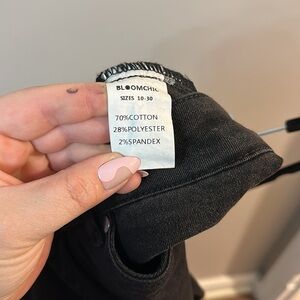 BLOOMCHIC
SIZES 10-30
70%COTTON
28%POLYESTER
2%SPANDEX